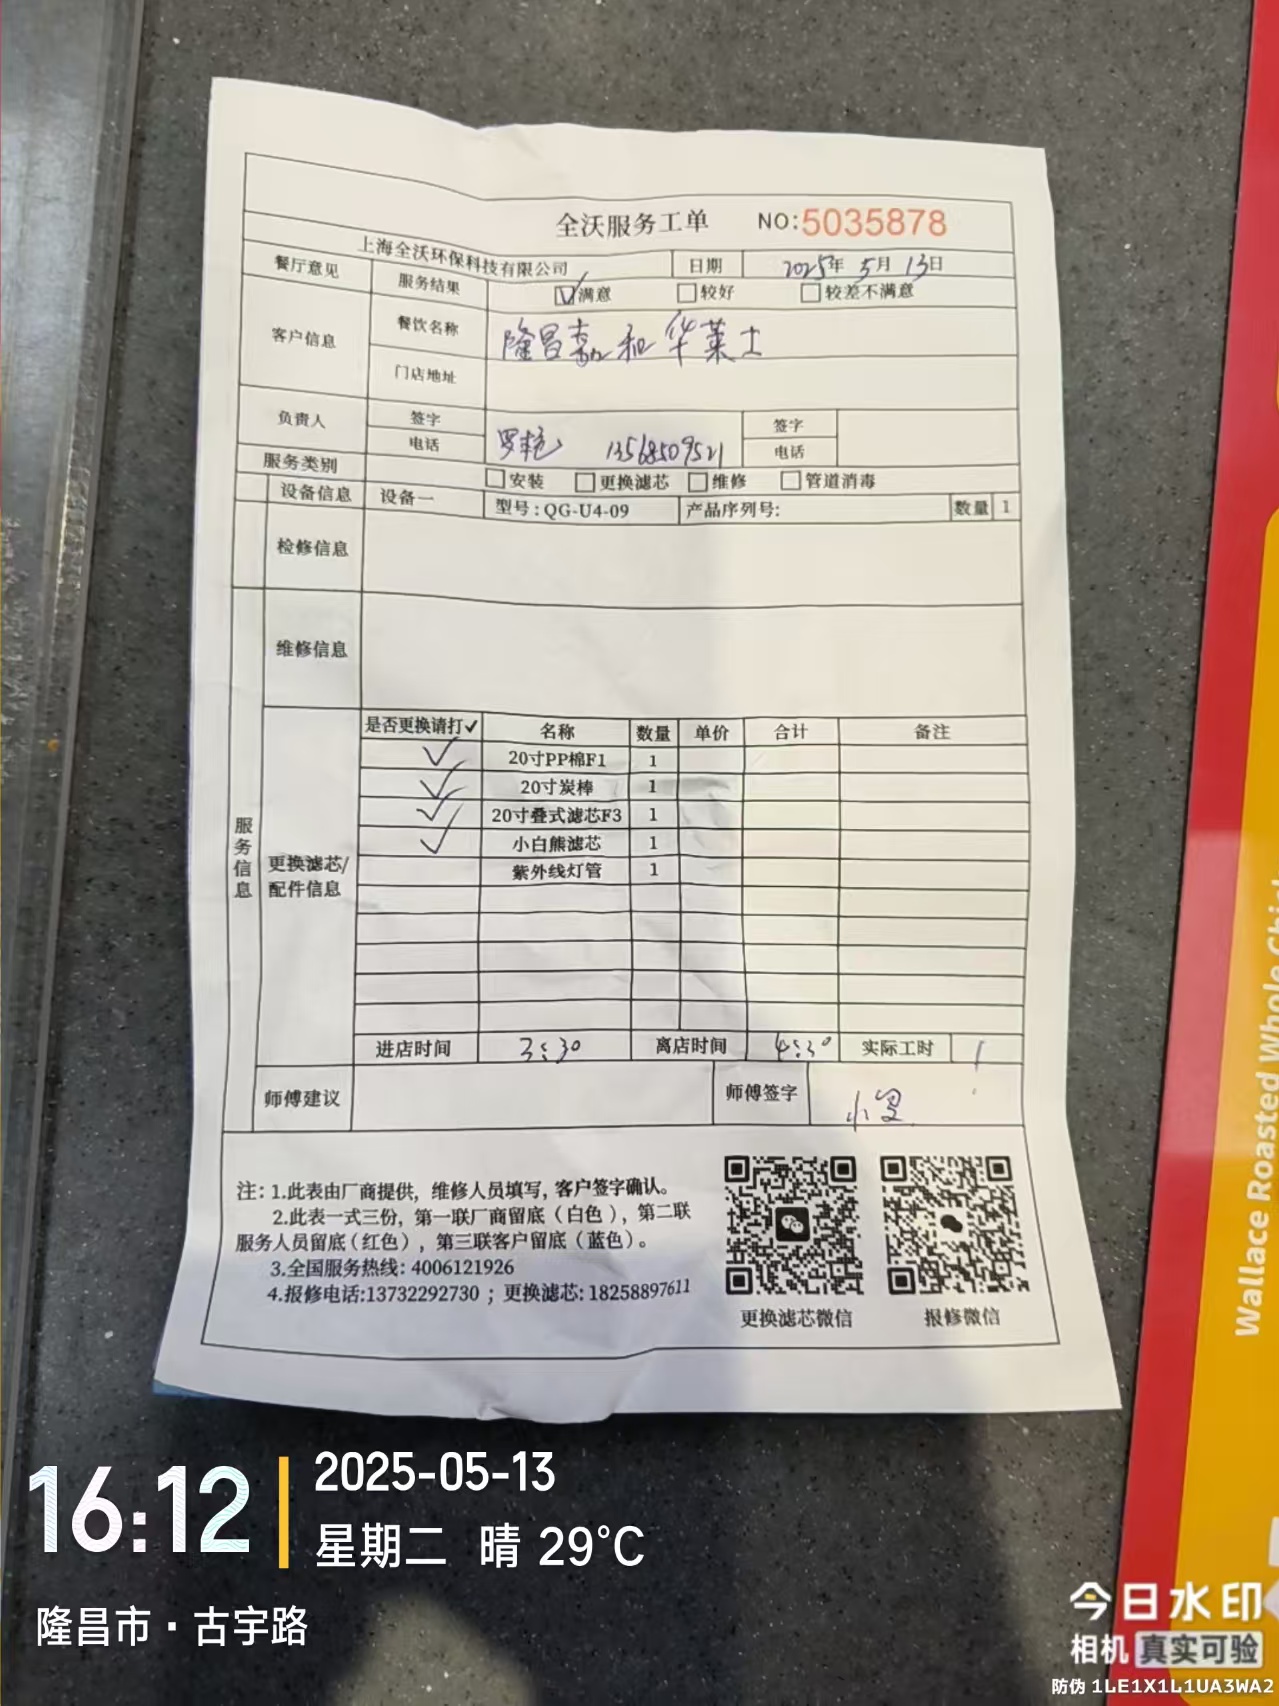 全沃服务工单 NO:5035878
上海全沃环保科技有限公司 日期 2025年 5月 13日
餐厅意见 服务结果 满意 较好 较差不满意
客户信息 餐饮名称 隆昌嘉和华莱士
门店地址
负责人 签字 签字
电话 13568509521 电话
服务类别 安装 更换滤芯 维修 管道消毒
设备信息 设备一 型号:QG-U4-09 产品序列号: 数量 1
检修信息
维修信息
服务信息
更换滤芯/
配件信息
是否更换请打✓ 名称 数量 单价 合计 备注
✓ 20寸PP棉F1 1
✓ 20寸炭棒 1
✓ 20寸叠式滤芯F3 1
✓ 小白熊滤芯 1
紫外线灯管 1
进店时间 3:30 离店时间 4:30 实际工时 1
师傅建议 师傅签字
注:1.此表由厂商提供,维修人员填写,客户签字确认。
2.此表一式三份,第一联厂商留底(白色),第二联
服务人员留底(红色),第三联客户留底(蓝色)。
3.全国服务热线:4006121926
4.报修电话:13732292730;更换滤芯:18258897611
更换滤芯微信 报修微信
Wallace Roasted Whole Chick
16:12
2025-05-13
星期二 晴 29°C
隆昌市·古宇路
今日水印
相机 真实可验
防伪 1LE1X1L1UA3WA2